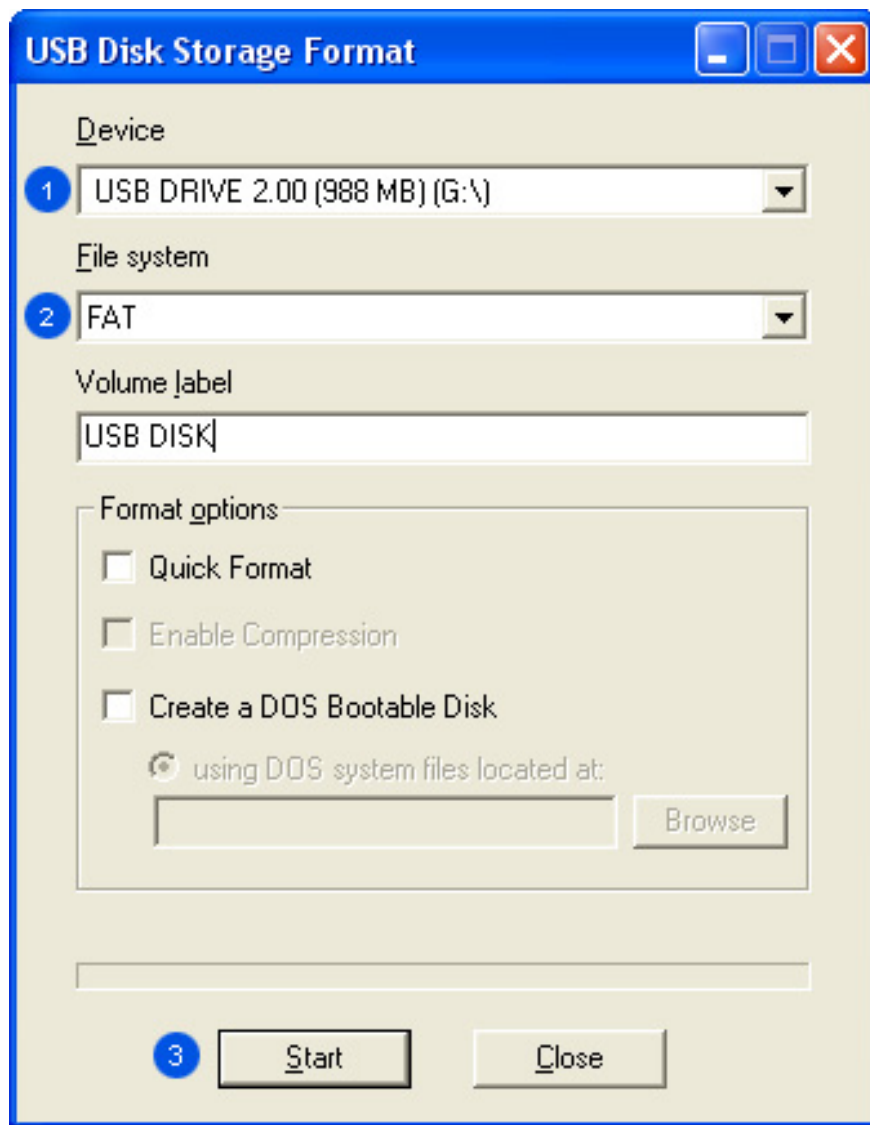 USB Disk Storage Format
Device
1 USB DRIVE 2.00 (988 MB) (G:\)
File system
2 FAT
Volume label
USB DISK
Format options
Quick Format
Enable Compression
Create a DOS Bootable Disk
using DOS system files located at:
Browse
3 Start Close